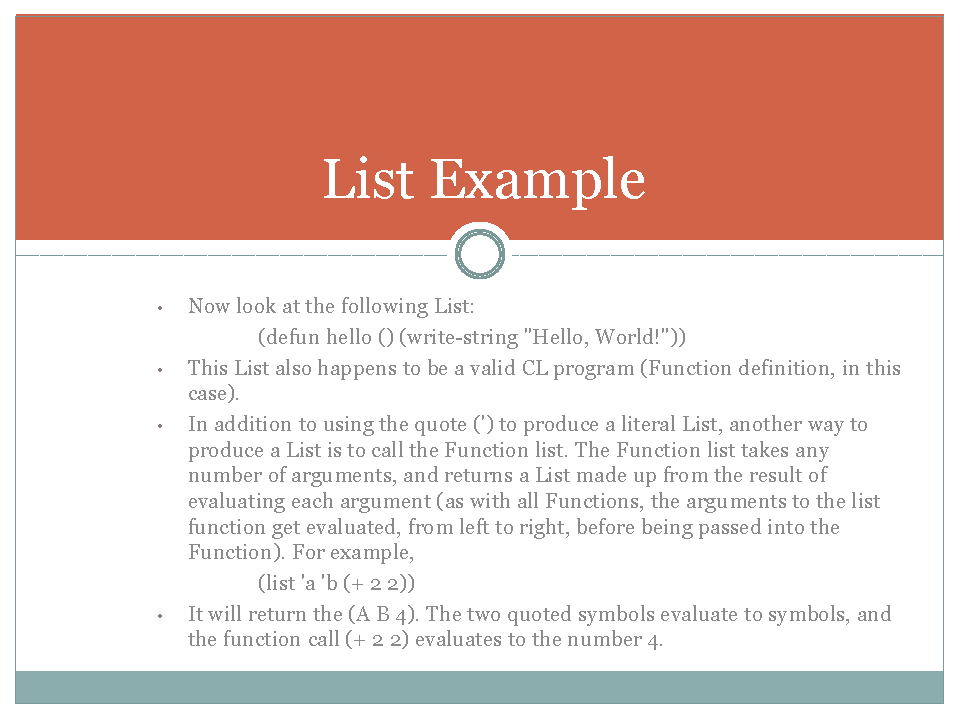 List Example
• Now look at the following List:
(defun hello () (write-string "Hello, World!"))
• This List also happens to be a valid CL program (Function definition, in this
case).
• In addition to using the quote (') to produce a literal List, another way to
produce a List is to call the Function list. The Function list takes any
number of arguments, and returns a List made up from the result of
evaluating each argument (as with all Functions, the arguments to the list
function get evaluated, from left to right, before being passed into the
Function). For example,
(list 'a 'b (+ 2 2))
• It will return the (A B 4). The two quoted symbols evaluate to symbols, and
the function call (+ 2 2) evaluates to the number 4.